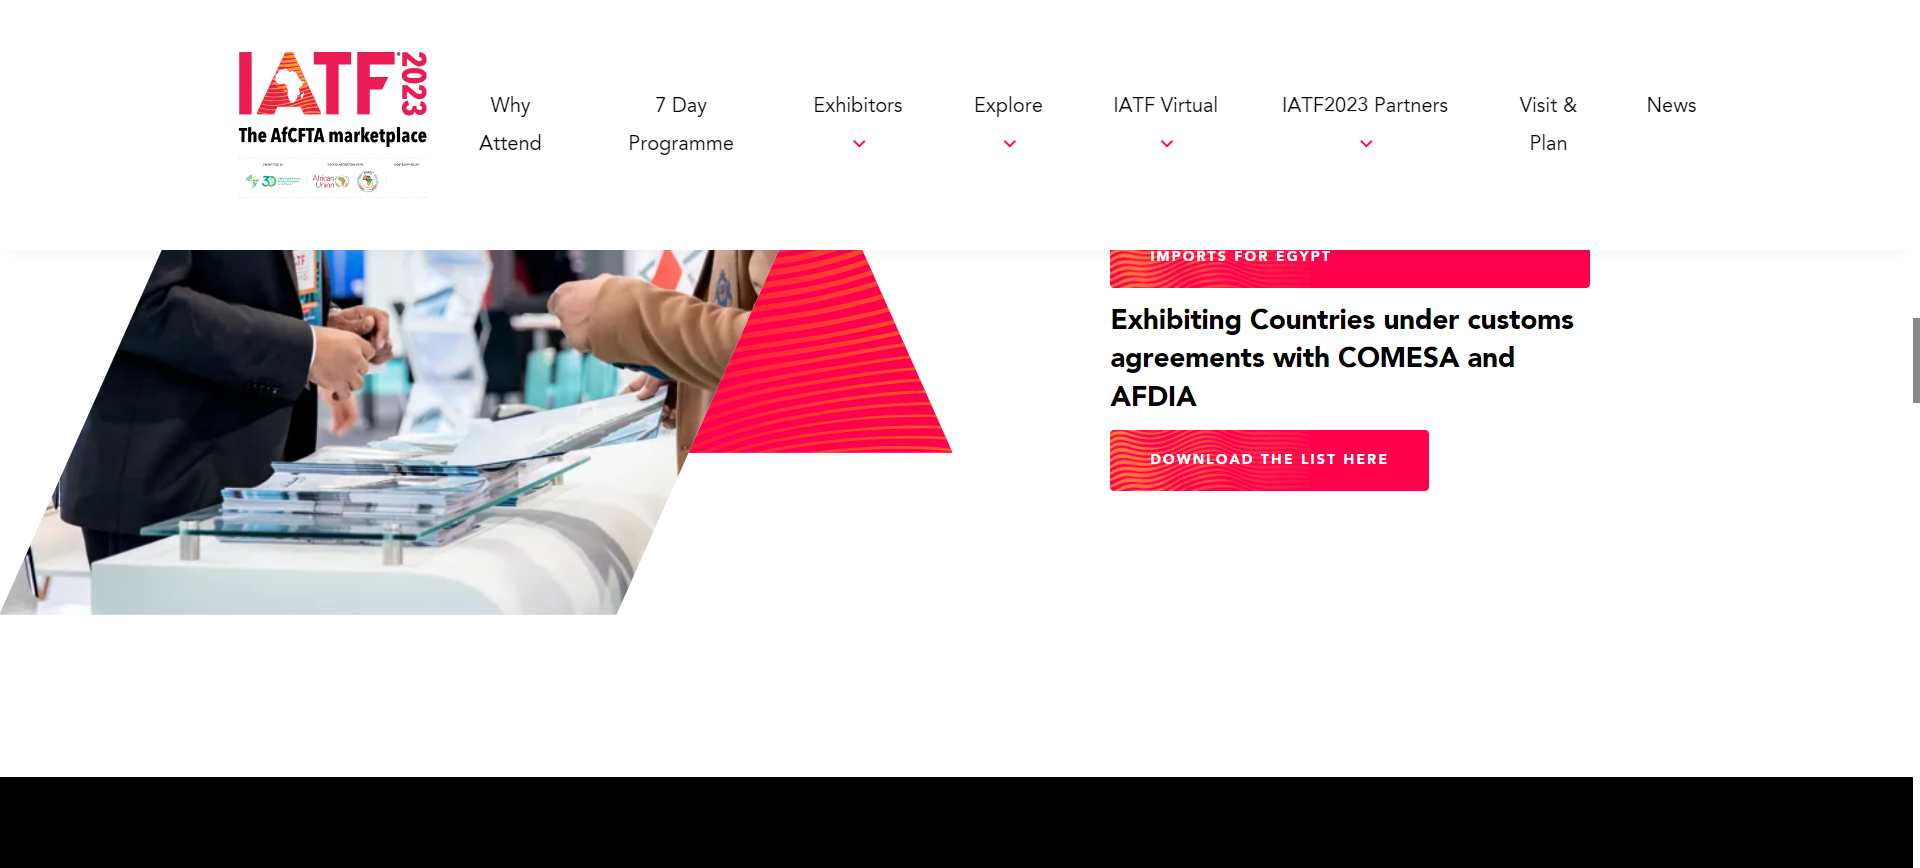 IATF 2023
The AfCFTA marketplace
African
Union
Why
Attend
7 Day
Programme
Exhibitors
Explore
IATF Virtual
IATF2023 Partners
Visit &
Plan
News
IMPORTS FOR EGYPT
Exhibiting Countries under customs
agreements with COMESA and
AFDIA
DOWNLOAD THE LIST HERE